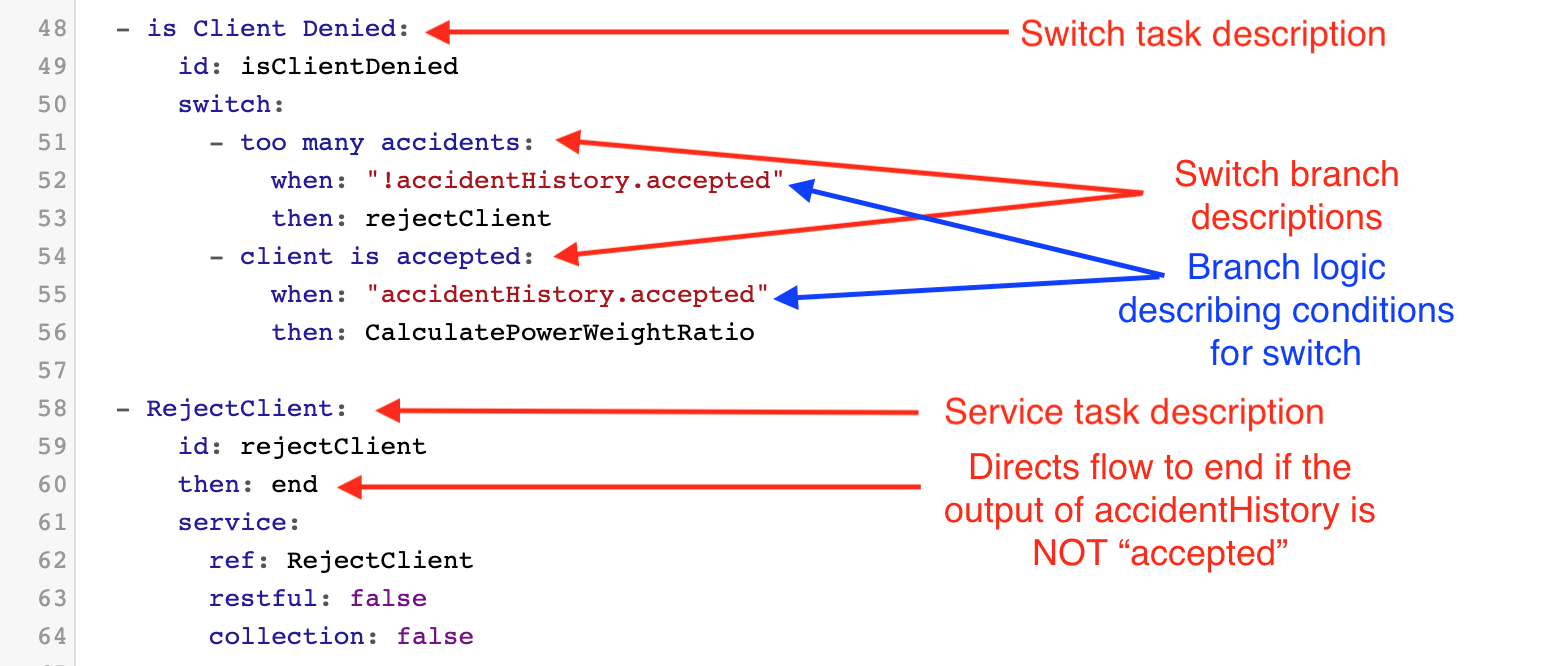 48 - is Client Denied: Switch task description
49 id: isClientDenied
50 switch:
51 - too many accidents:
52 when: "!accidentHistory.accepted" Switch branch
53 then: rejectClient descriptions
54 - client is accepted: Branch logic
55 when: "accidentHistory.accepted" describing conditions
56 then: CalculatePowerWeightRatio for switch
57
58 - RejectClient: Service task description
59 id: rejectClient Directs flow to end if the
60 then: end output of accidentHistory is
61 service: NOT “accepted”
62 ref: RejectClient
63 restful: false
64 collection: false